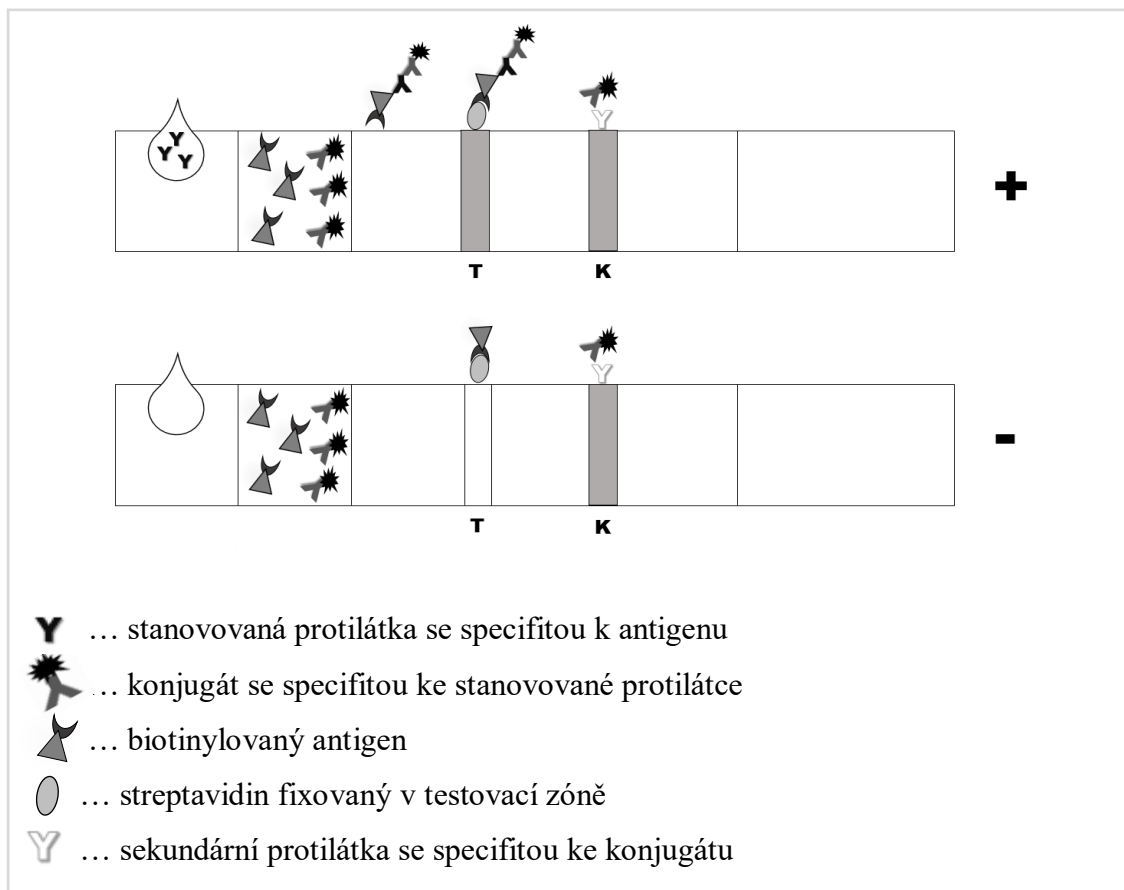 +
T K
-
T K
… stanovovaná protilátka se specifitou k antigenu
… konjugát se specifitou ke stanovované protilátce
… biotinylovaný antigen
… streptavidin fixovaný v testovací zóně
… sekundární protilátka se specifitou ke konjugátu